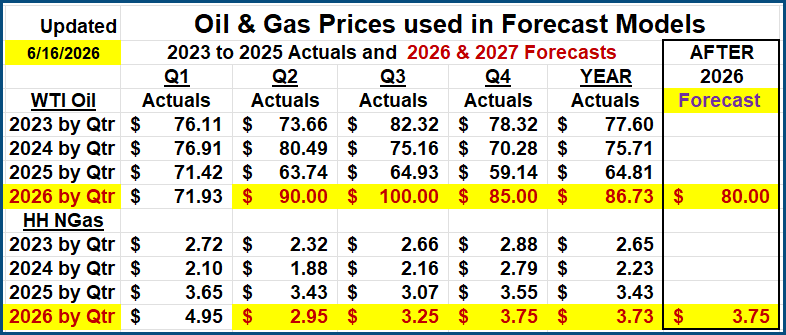 Updated Oil & Gas Prices used in Forecast Models
6/16/2026 2023 to 2025 Actuals and 2026 & 2027 Forecasts AFTER
Q1 Q2 Q3 Q4 YEAR 2026
WTI Oil Actuals Actuals Actuals Actuals Actuals Forecast
2023 by Qtr $ 76.11 $ 73.66 $ 82.32 $ 78.32 $ 77.60
2024 by Qtr $ 76.91 $ 80.49 $ 75.16 $ 70.28 $ 75.71
2025 by Qtr $ 71.42 $ 63.74 $ 64.93 $ 59.14 $ 64.81
2026 by Qtr $ 71.93 $ 90.00 $ 100.00 $ 85.00 $ 86.73 $ 80.00
HH NGas
2023 by Qtr $ 2.72 $ 2.32 $ 2.66 $ 2.88 $ 2.65
2024 by Qtr $ 2.10 $ 1.88 $ 2.16 $ 2.79 $ 2.23
2025 by Qtr $ 3.65 $ 3.43 $ 3.07 $ 3.55 $ 3.43
2026 by Qtr $ 4.95 $ 2.95 $ 3.25 $ 3.75 $ 3.73 $ 3.75